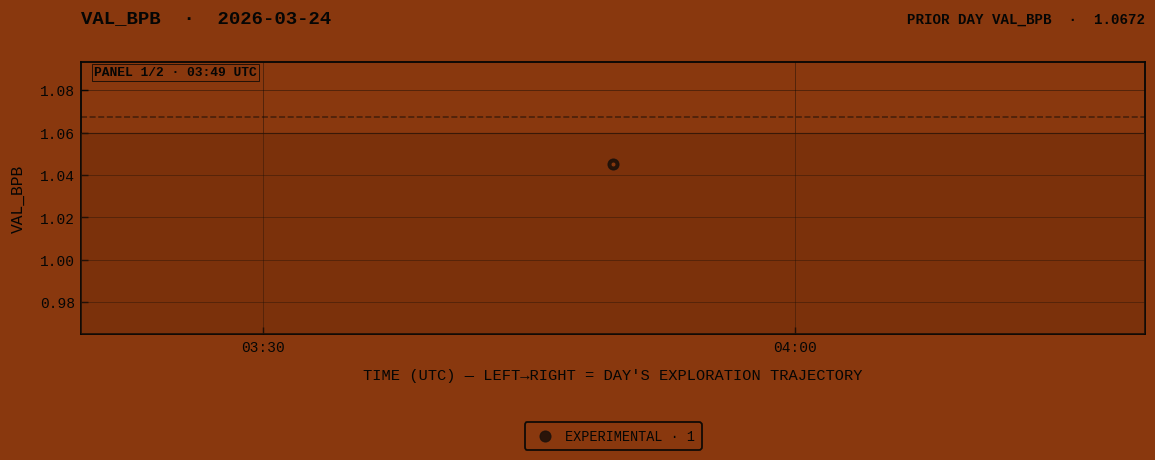 VAL_BPB · 2026-03-24
PRIOR DAY VAL_BPB · 1.0672
PANEL 1/2 · 03:49 UTC
1.08
1.06
1.04
1.02
1.00
0.98
VAL_BPB
03:30
04:00
TIME (UTC) — LEFT→RIGHT = DAY'S EXPLORATION TRAJECTORY
EXPERIMENTAL · 1